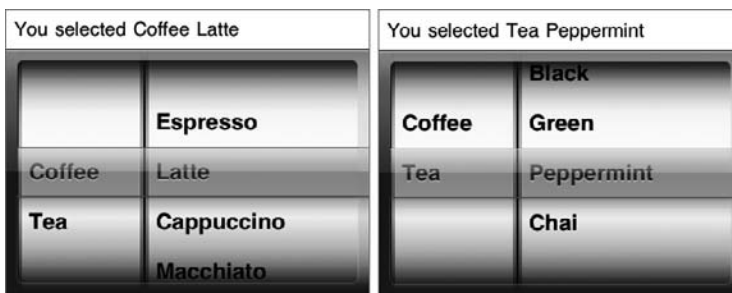 You selected Coffee Latte
Espresso
Coffee Latte
Tea Cappuccino
Macchiato
You selected Tea Peppermint
Black
Coffee Green
Tea Peppermint
Chai